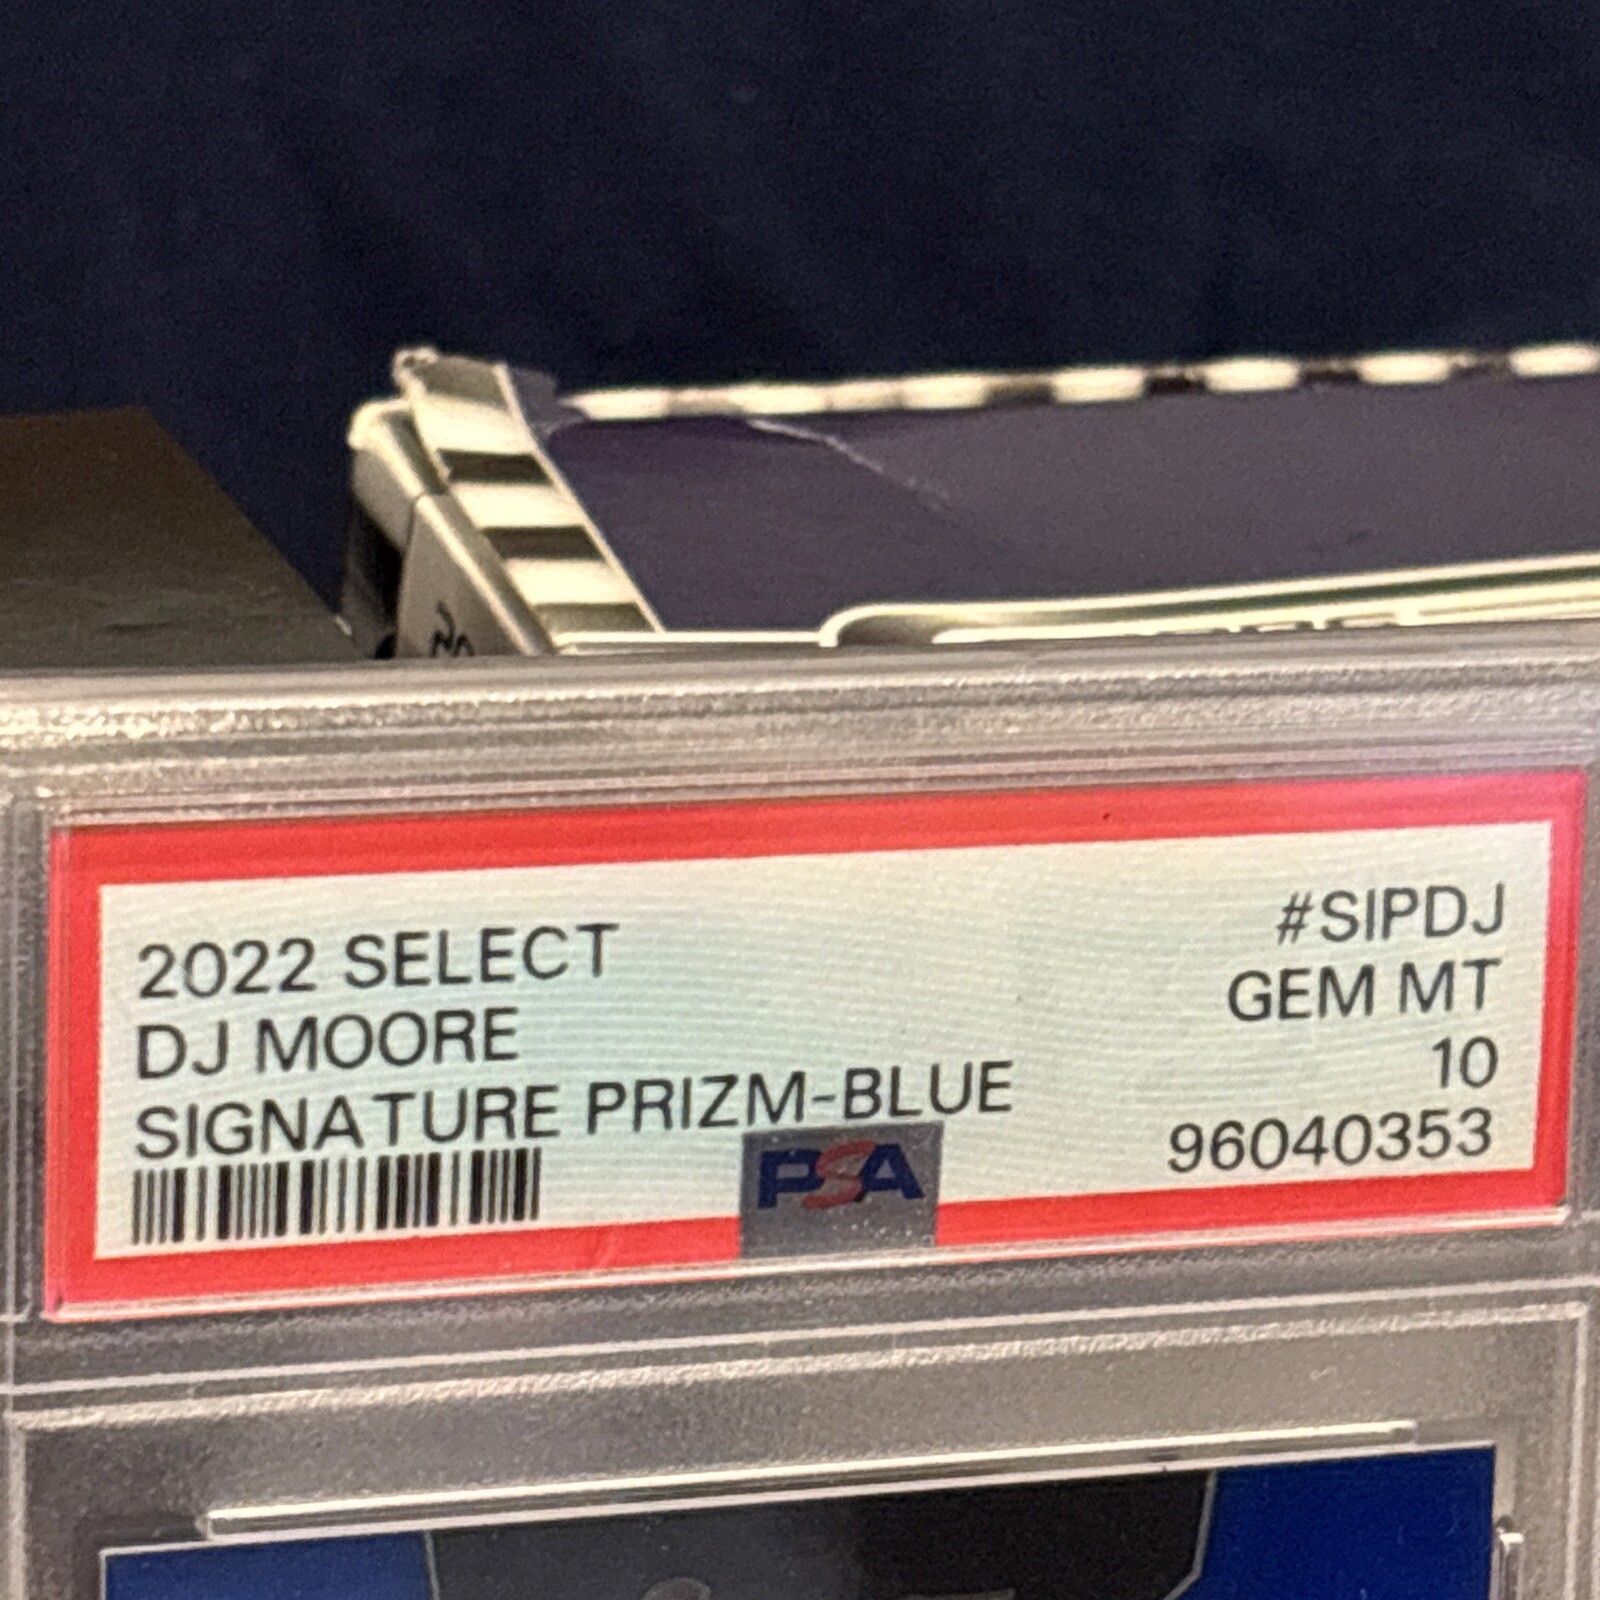 2022 SELECT
DJ MOORE
SIGNATURE PRIZM-BLUE
#SIPDJ
GEM MT
10
96040353
PSA